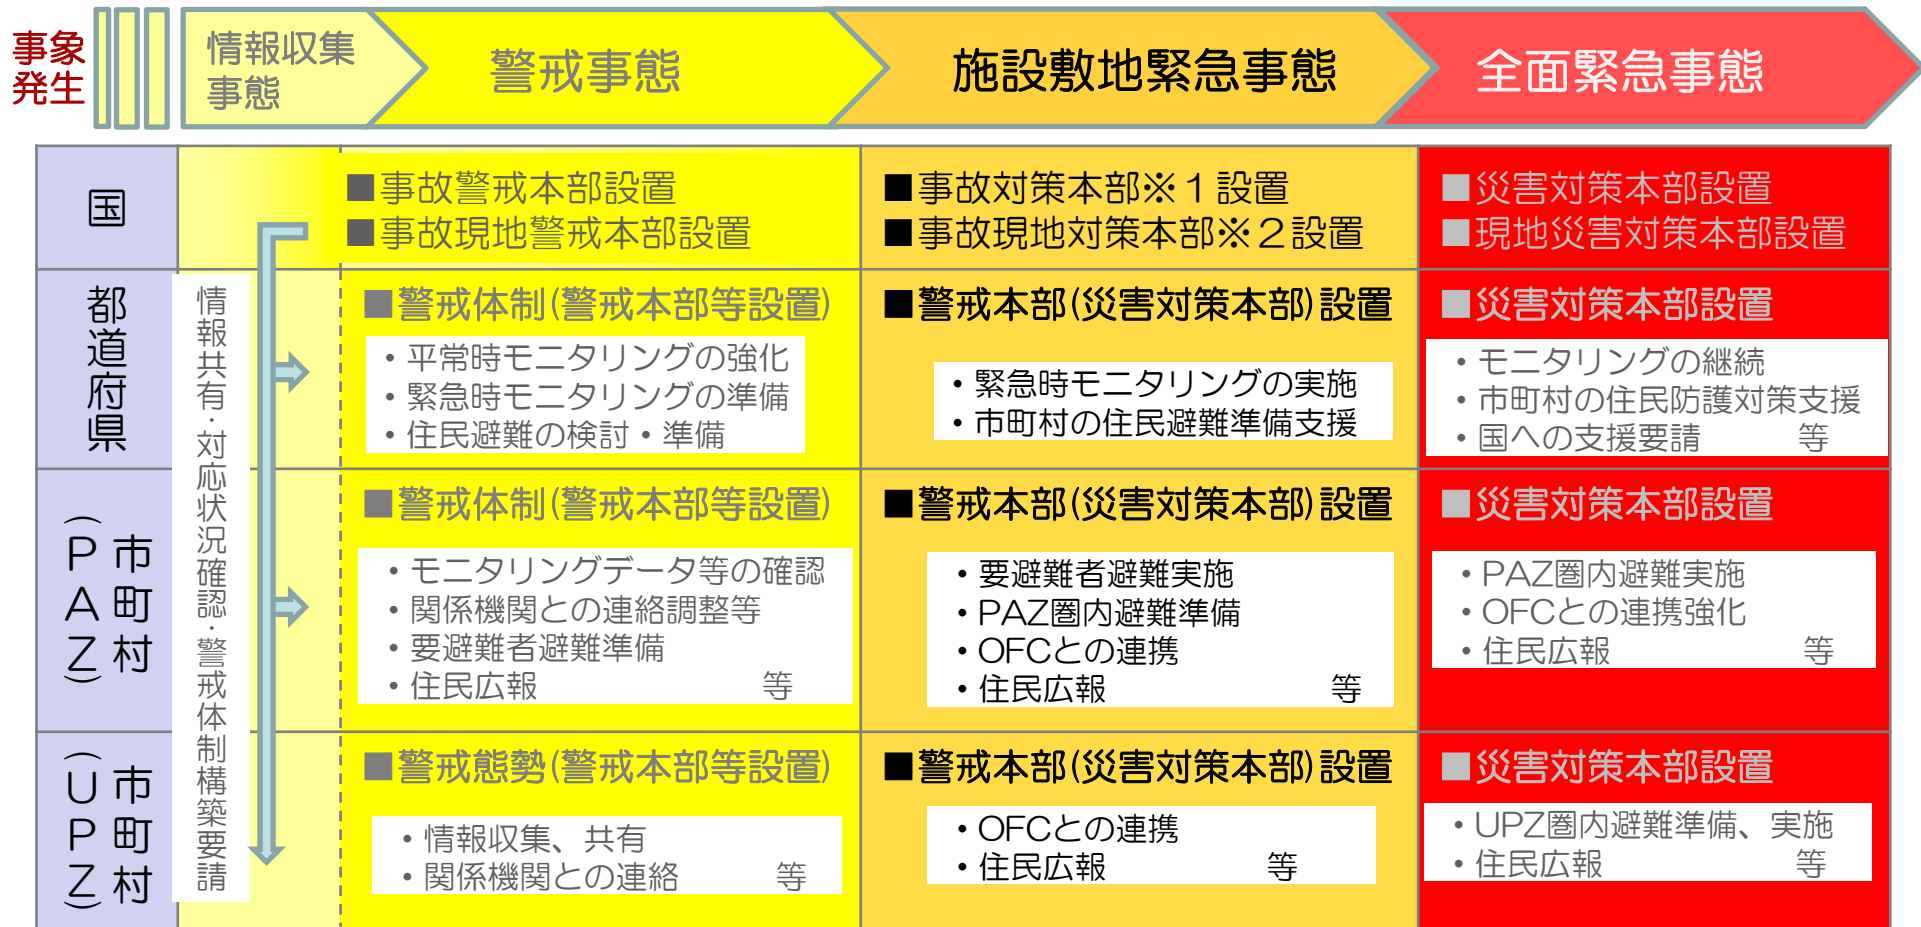 事象
発生
情報収集
事態
警戒事態
施設敷地緊急事態
全面緊急事態
国
■事故警戒本部設置
■事故現地警戒本部設置
■事故対策本部※1設置
■事故現地対策本部※2設置
■災害対策本部設置
■現地災害対策本部設置
情報共有・対応状況確認・警戒体制構築要請
都道府県
■警戒体制(警戒本部等設置)
・平常時モニタリングの強化
・緊急時モニタリングの準備
・住民避難の検討・準備
■警戒本部(災害対策本部)設置
・緊急時モニタリングの実施
・市町村の住民避難準備支援
■災害対策本部設置
・モニタリングの継続
・市町村の住民防護対策支援
・国への支援要請 等
市町村
(PAZ)
■警戒体制(警戒本部等設置)
・モニタリングデータ等の確認
・関係機関との連絡調整等
・要避難者避難準備
・住民広報 等
■警戒本部(災害対策本部)設置
・要避難者避難実施
・PAZ圏内避難準備
・OFCとの連携
・住民広報 等
■災害対策本部設置
・PAZ圏内避難実施
・OFCとの連携強化
・住民広報 等
市町村
(UPZ)
■警戒態勢(警戒本部等設置)
・情報収集、共有
・関係機関との連絡 等
■警戒本部(災害対策本部)設置
・OFCとの連携
・住民広報 等
■災害対策本部設置
・UPZ圏内避難準備、実施
・住民広報 等